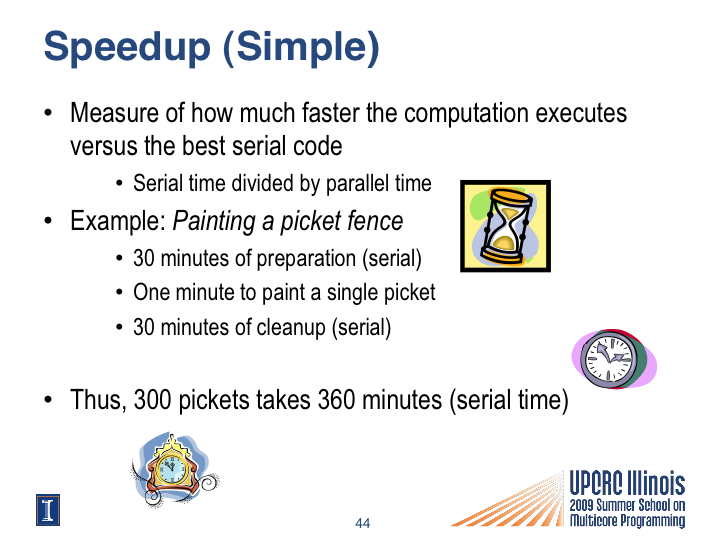 Speedup (Simple)
• Measure of how much faster the computation executes
versus the best serial code
• Serial time divided by parallel time
• Example: Painting a picket fence
• 30 minutes of preparation (serial)
• One minute to paint a single picket
• 30 minutes of cleanup (serial)
• Thus, 300 pickets takes 360 minutes (serial time)
I
44
UPCRC Illinois
2009 Summer School on
Multicore Programming